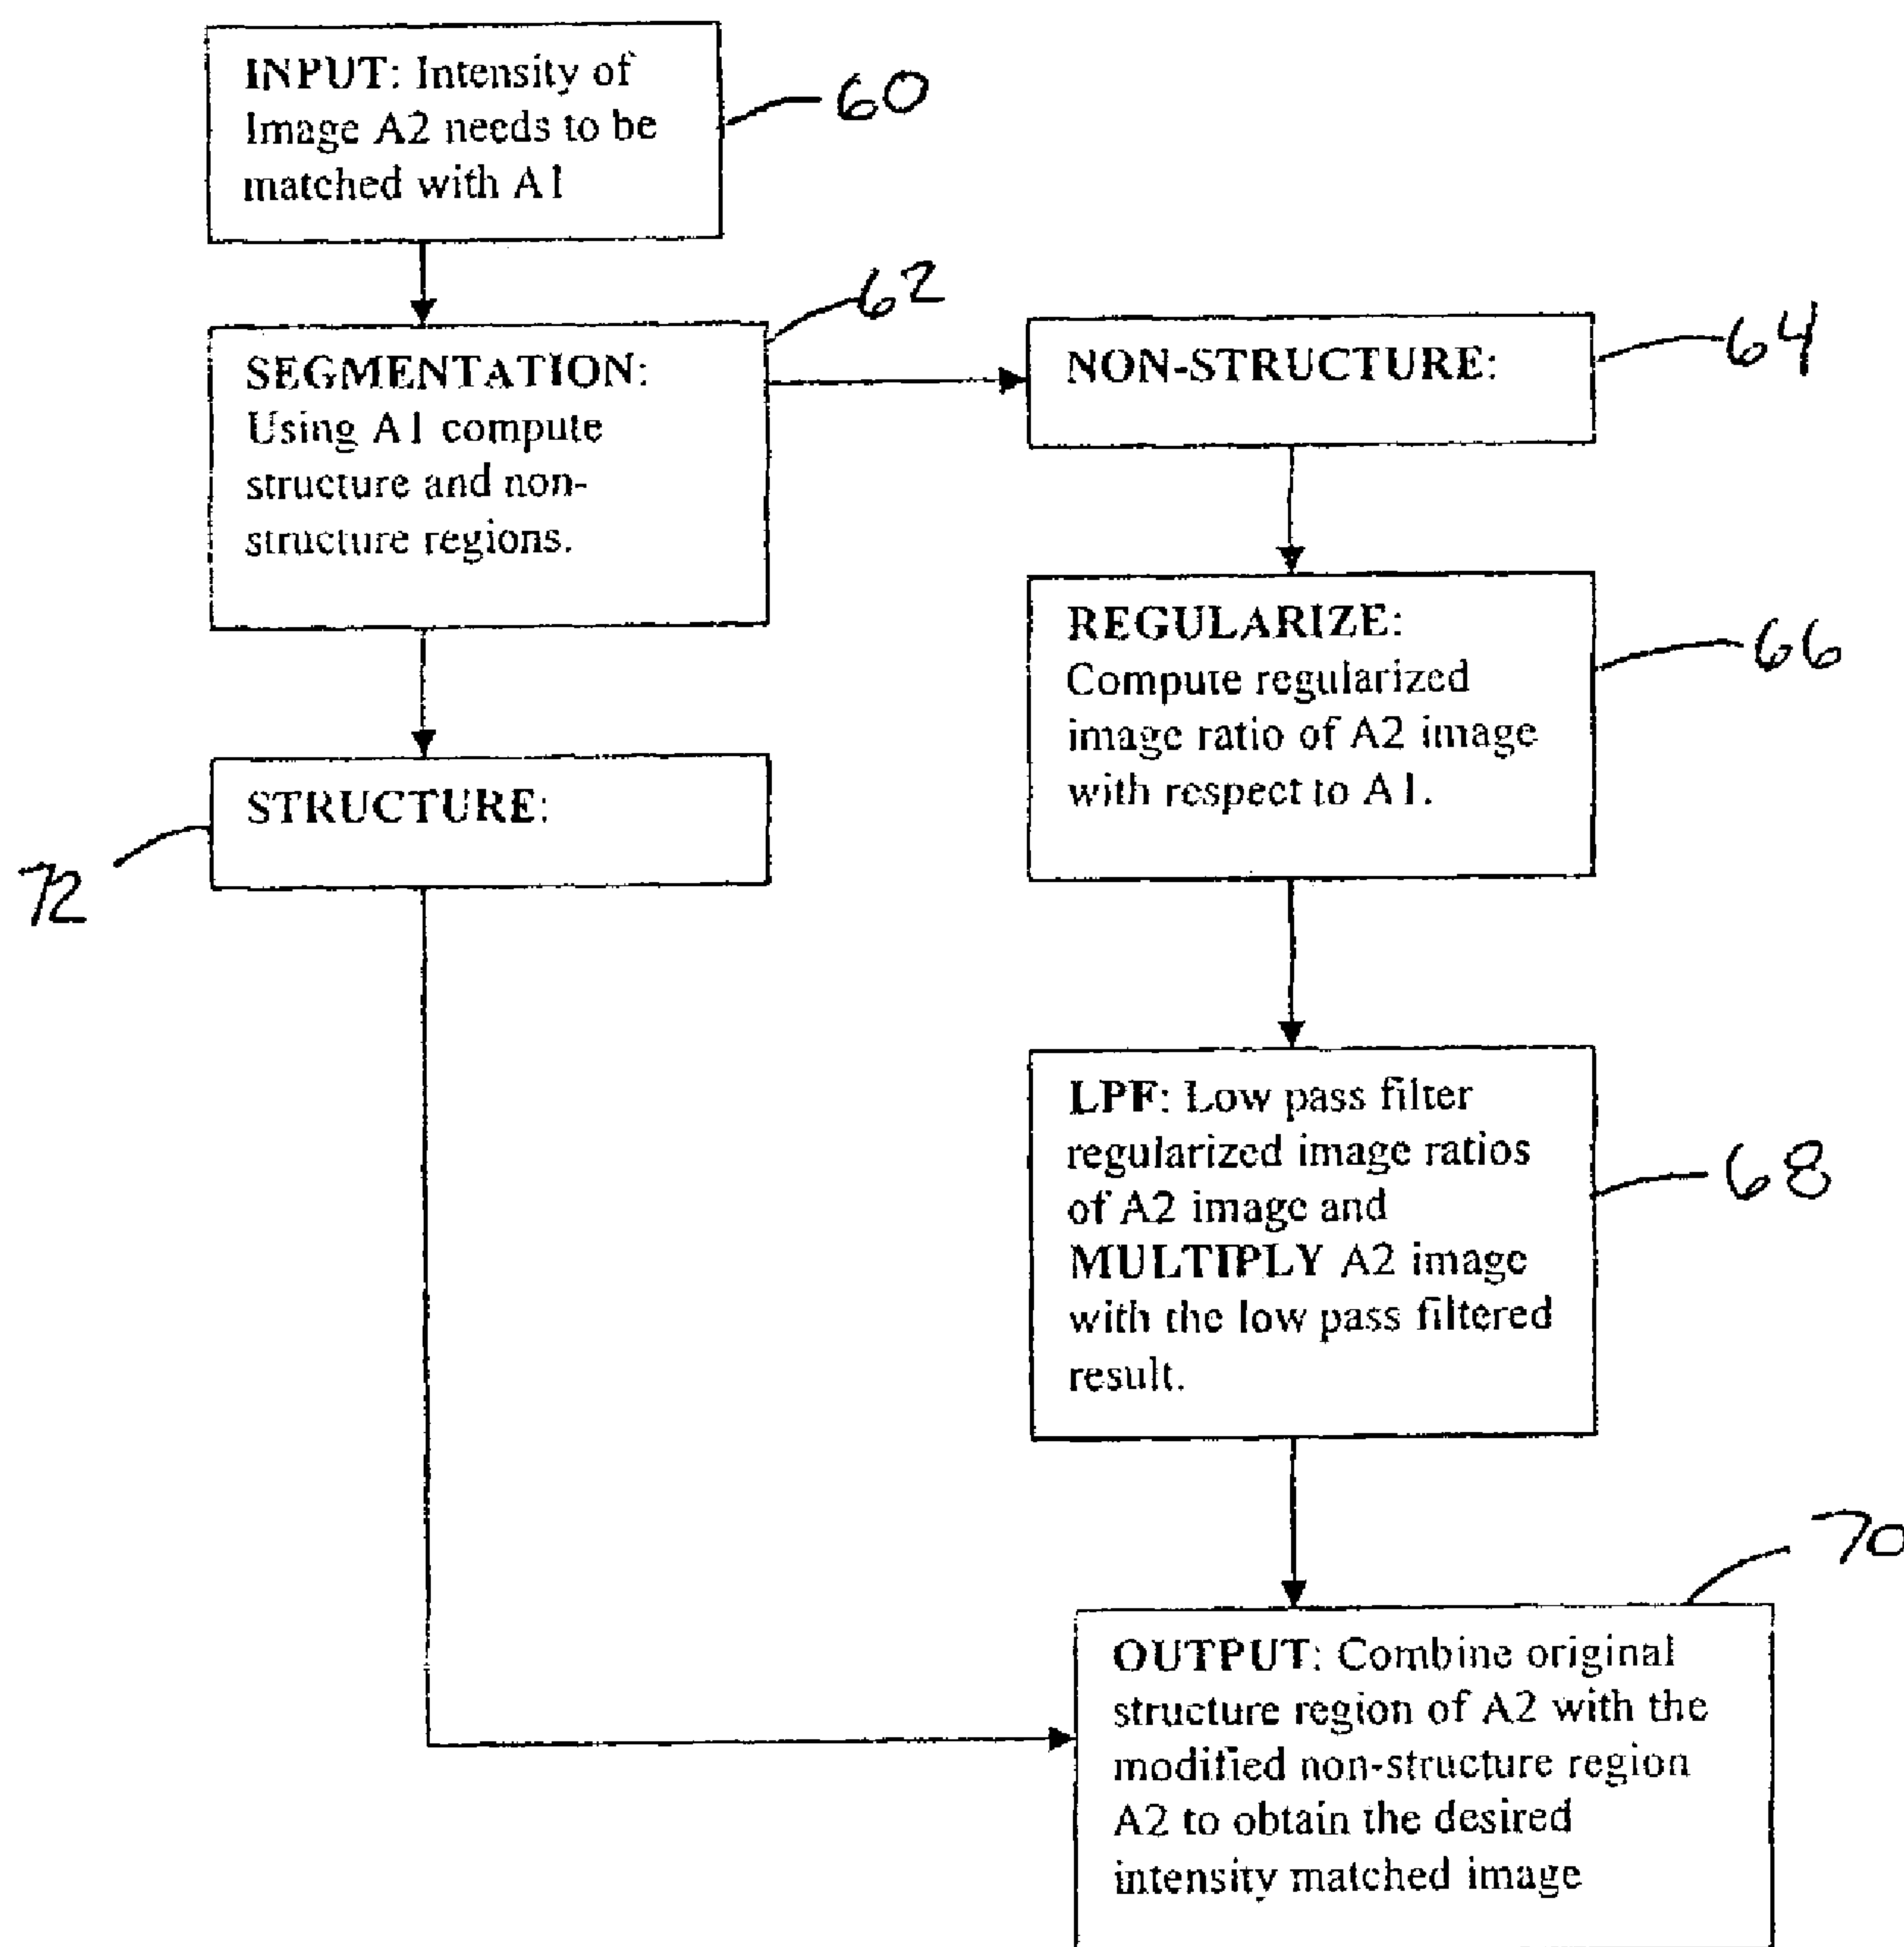 INPUT: Intensity of
Image A2 needs to be
matched with A1
60
SEGMENTATION:
Using A1 compute
structure and non-
structure regions.
62
NON-STRUCTURE:
64
REGULARIZE:
Compute regularized
image ratio of A2 image
with respect to A1.
66
STRUCTURE:
72
LPF: Low pass filter
regularized image ratios
of A2 image and
MULTIPLY A2 image
with the low pass filtered
result.
68
OUTPUT: Combine original
structure region of A2 with the
modified non-structure region
A2 to obtain the desired
intensity matched image
70